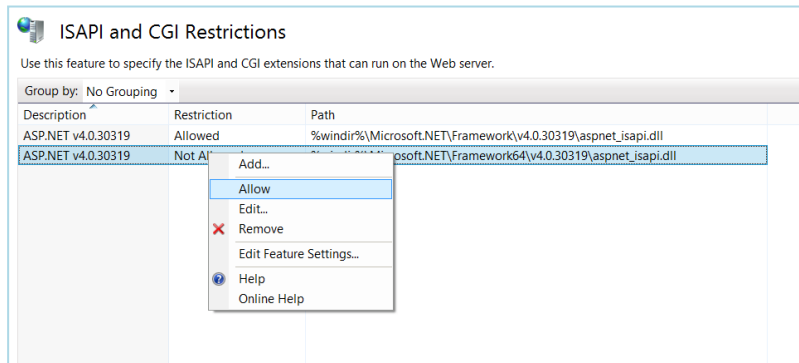 ISAPI and CGI Restrictions
Use this feature to specify the ISAPI and CGI extensions that can run on the Web server.
Group by: No Grouping
Description Restriction Path
ASP.NET v4.0.30319 Allowed %windir%\Microsoft.NET\Framework\v4.0.30319\aspnet_isapi.dll
ASP.NET v4.0.30319 Not \Microsoft.NET\Framework64\v4.0.30319\aspnet_isapi.dll
Add...
Allow
Edit...
Remove
Edit Feature Settings...
Help
Online Help